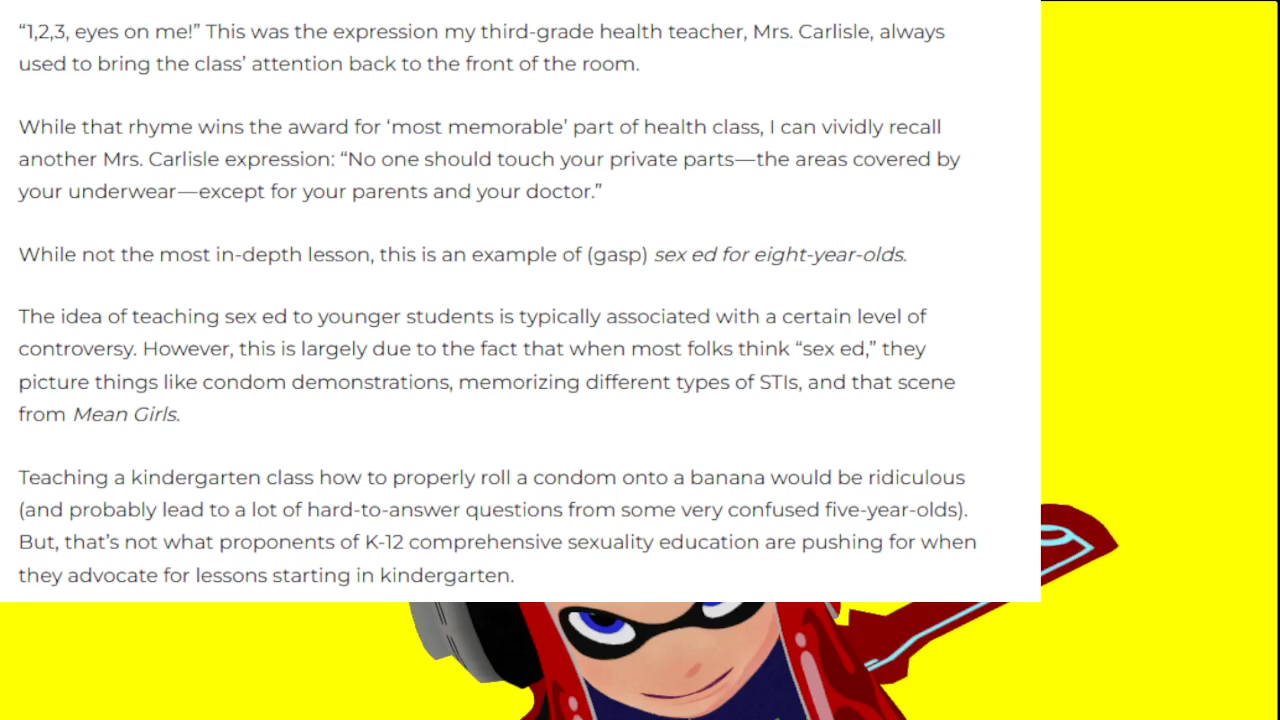 “1,2,3, eyes on me!” This was the expression my third-grade health teacher, Mrs. Carlisle, always
used to bring the class’ attention back to the front of the room.
While that rhyme wins the award for ‘most memorable’ part of health class, I can vividly recall
another Mrs. Carlisle expression: “No one should touch your private parts—the areas covered by
your underwear—except for your parents and your doctor.”
While not the most in-depth lesson, this is an example of (gasp) sex ed for eight-year-olds.
The idea of teaching sex ed to younger students is typically associated with a certain level of
controversy. However, this is largely due to the fact that when most folks think “sex ed,” they
picture things like condom demonstrations, memorizing different types of STIs, and that scene
from Mean Girls.
Teaching a kindergarten class how to properly roll a condom onto a banana would be ridiculous
(and probably lead to a lot of hard-to-answer questions from some very confused five-year-olds).
But, that’s not what proponents of K-12 comprehensive sexuality education are pushing for when
they advocate for lessons starting in kindergarten.